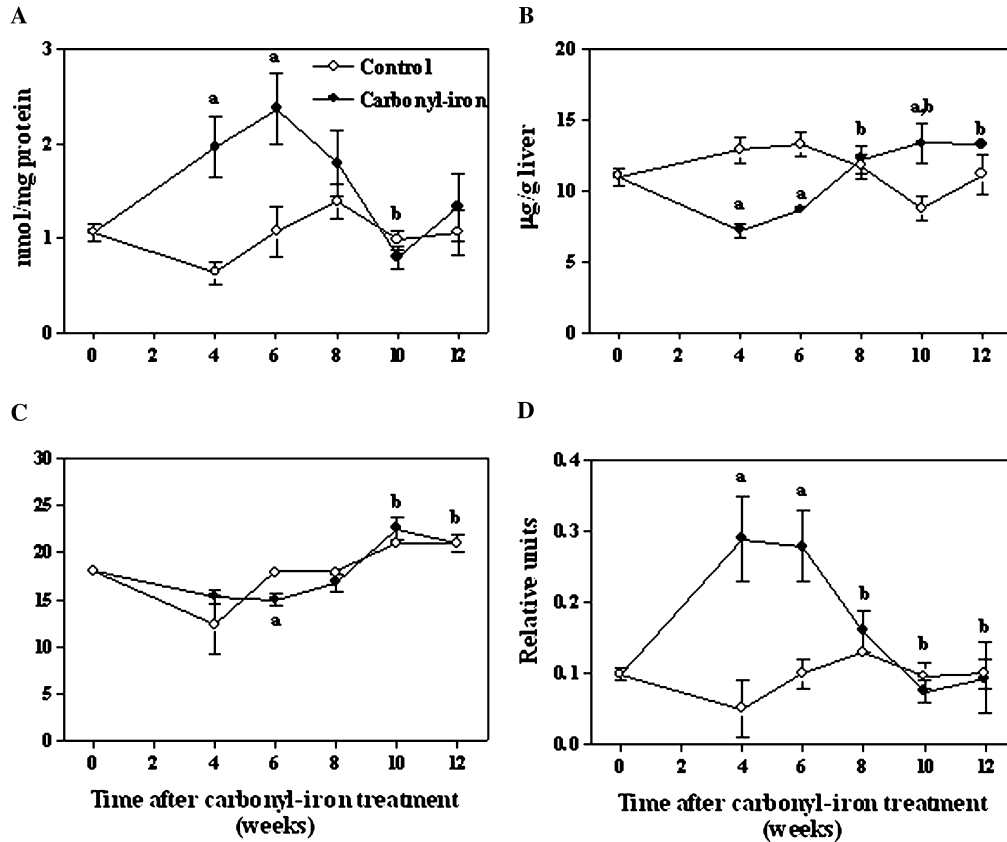 A
B
3
2
1
0
nmol/mg protein
a
a
b
Control
Carbonyl-iron
0 2 4 6 8 10 12
20
15
10
5
0
µg/g liver
a
a
b
a,b
b
0 2 4 6 8 10 12
C
D
30
25
20
15
10
5
0
a
b
b
0 2 4 6 8 10 12
Time after carbonyl-iron treatment
(weeks)
0.4
0.3
0.2
0.1
0.0
Relative units
a
a
b
b
b
0 2 4 6 8 10 12
Time after carbonyl-iron treatment
(weeks)